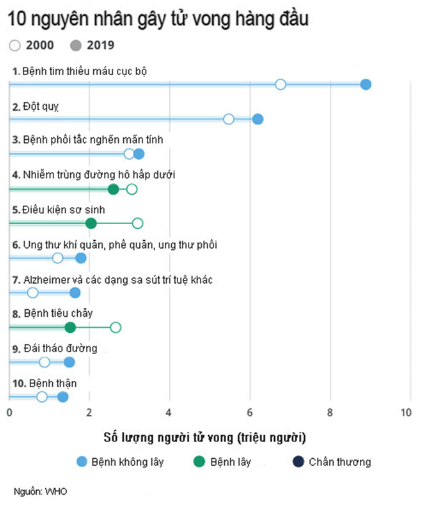 10 nguyên nhân gây tử vong hàng đầu
2000 2019
1. Bệnh tim thiếu máu cục bộ
2. Đột quỵ
3. Bệnh phổi tắc nghẽn mãn tính
4. Nhiễm trùng đường hô hấp dưới
5. Điều kiện sơ sinh
6. Ung thư khí quản, phế quản, ung thư phổi
7. Alzheimer và các dạng sa sút trí tuệ khác
8. Bệnh tiêu chảy
9. Đái tháo đường
10. Bệnh thận
0 2 4 6 8 10
Số lượng người tử vong (triệu người)
Bệnh không lây Bệnh lây Chấn thương
Nguồn: WHO